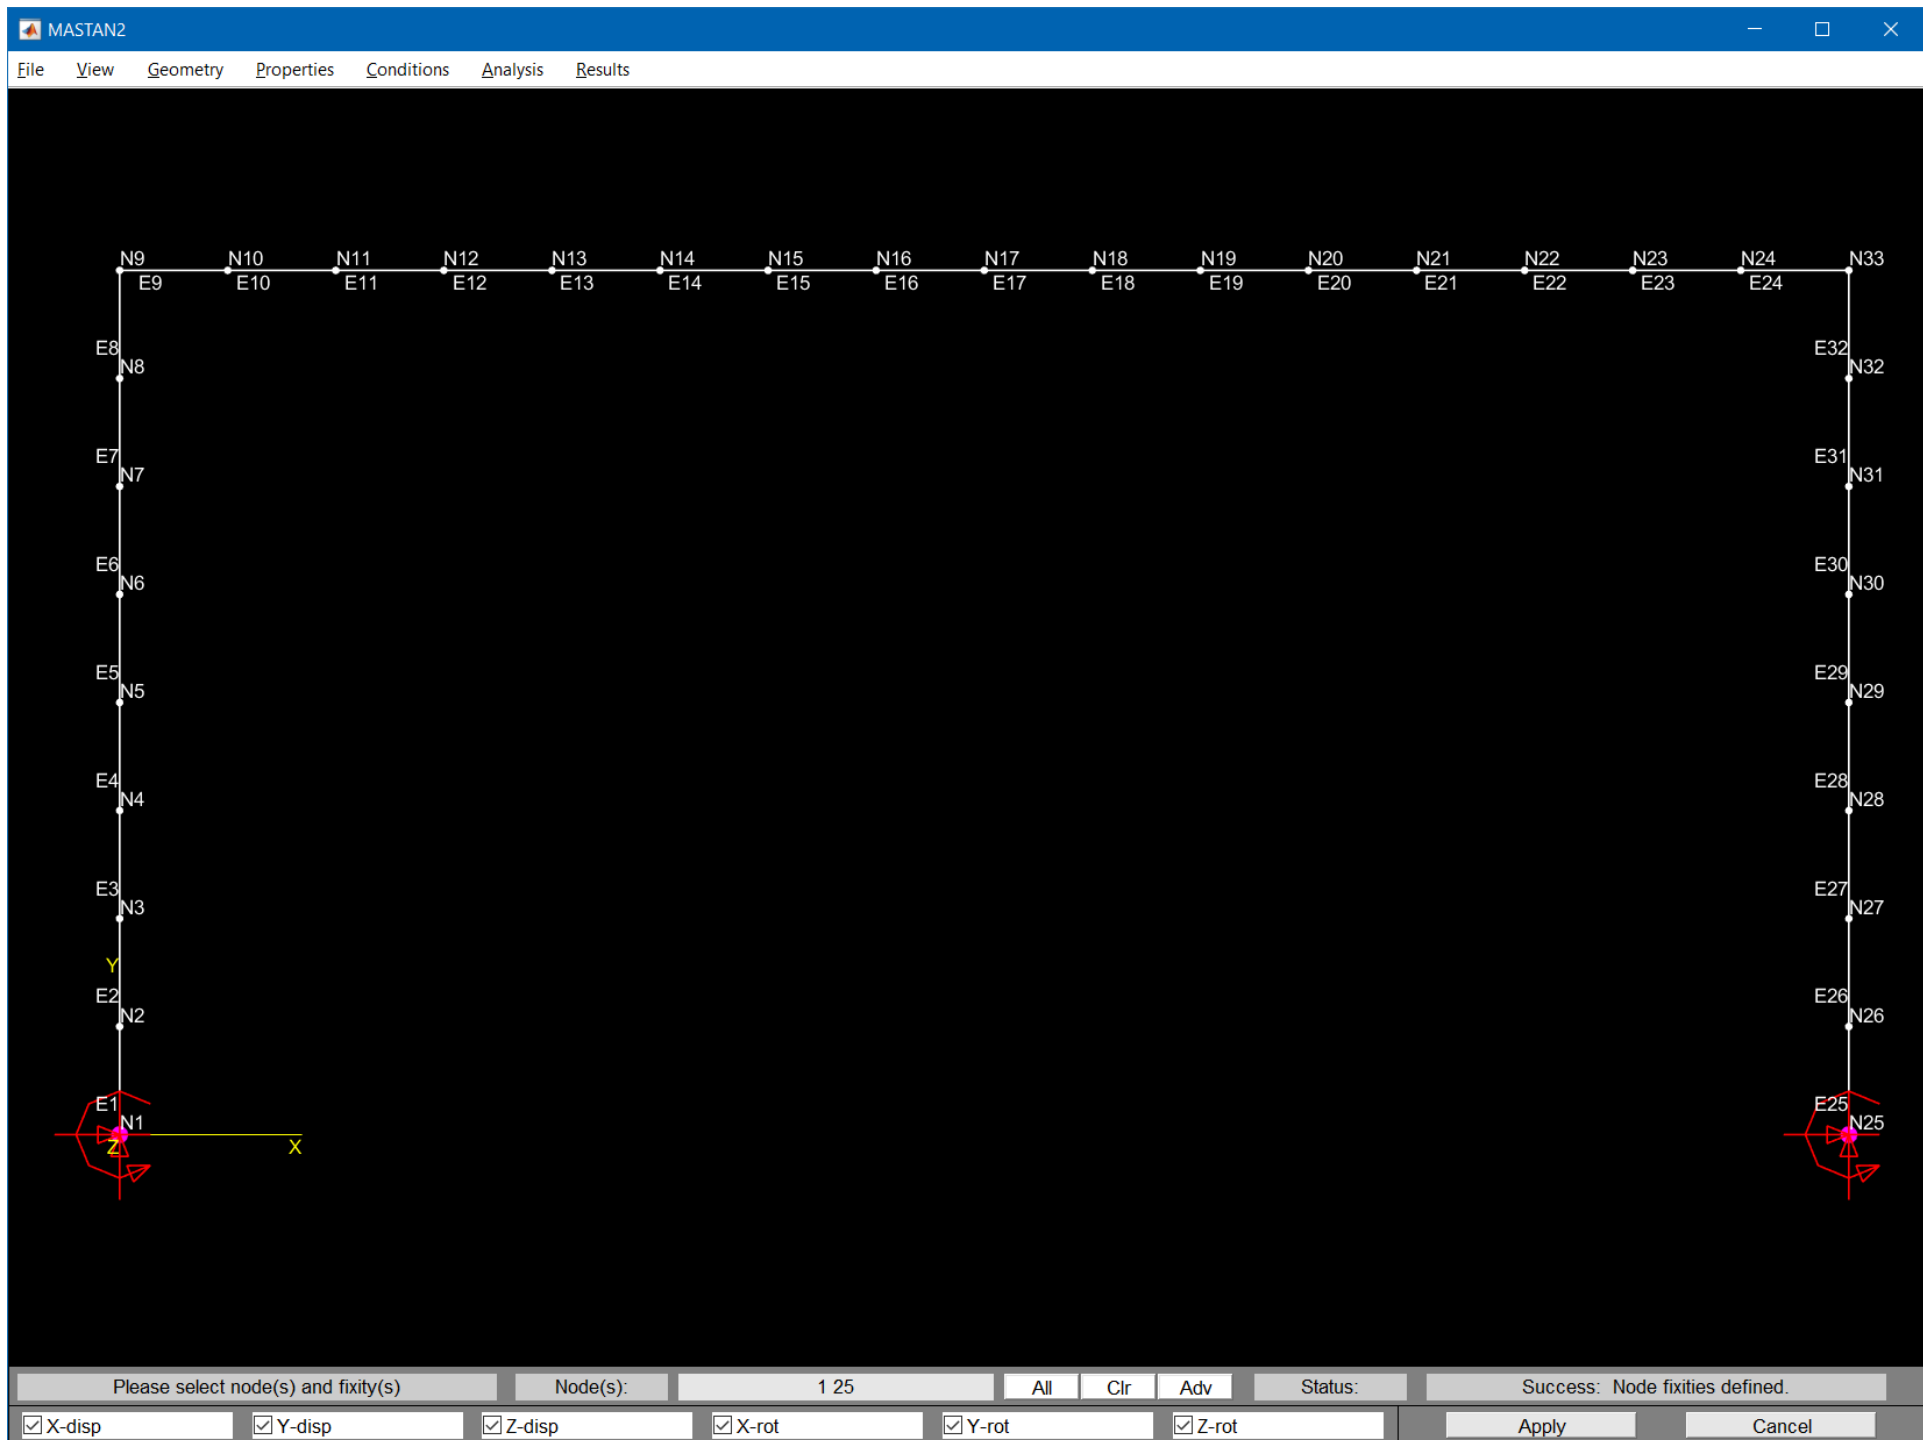 MASTAN2
File View Geometry Properties Conditions Analysis Results
N9 N10 N11 N12 N13 N14 N15 N16 N17 N18 N19 N20 N21 N22 N23 N24 N33
E9 E10 E11 E12 E13 E14 E15 E16 E17 E18 E19 E20 E21 E22 E23 E24
E8 E32
N8 N32
E7 E31
N7 N31
E6 E30
N6 N30
E5 E29
N5 N29
E4 E28
N4 N28
E3 E27
N3 N27
Y
E2 E26
N2 N26
E1 E25
N1 N25
Z X
Please select node(s) and fixity(s) Node(s): 1 25 All Clr Adv Status: Success: Node fixities defined.
X-disp Y-disp Z-disp X-rot Y-rot Z-rot Apply Cancel